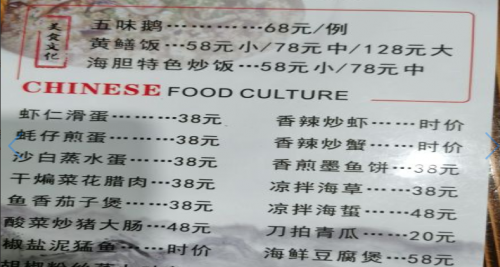 美食文化
五味鹅…………68元/例
黄鳝饭…58元 小/78元 中/128元 大
海胆特色炒饭…58元 小/78元 中
CHINESE FOOD CULTURE
虾仁滑蛋………38元
蚝仔煎蛋………38元
沙白蒸水蛋……38元
干煸菜花腊肉…38元
鱼香茄子煲……38元
酸菜炒猪大肠…48元
椒盐泥猛鱼…时价
香辣炒虾……时价
香辣炒蟹……时价
香煎墨鱼饼…38元
凉拌海草……38元
凉拌海蜇……48元
刀拍青瓜……20元
海鲜豆腐煲…58元